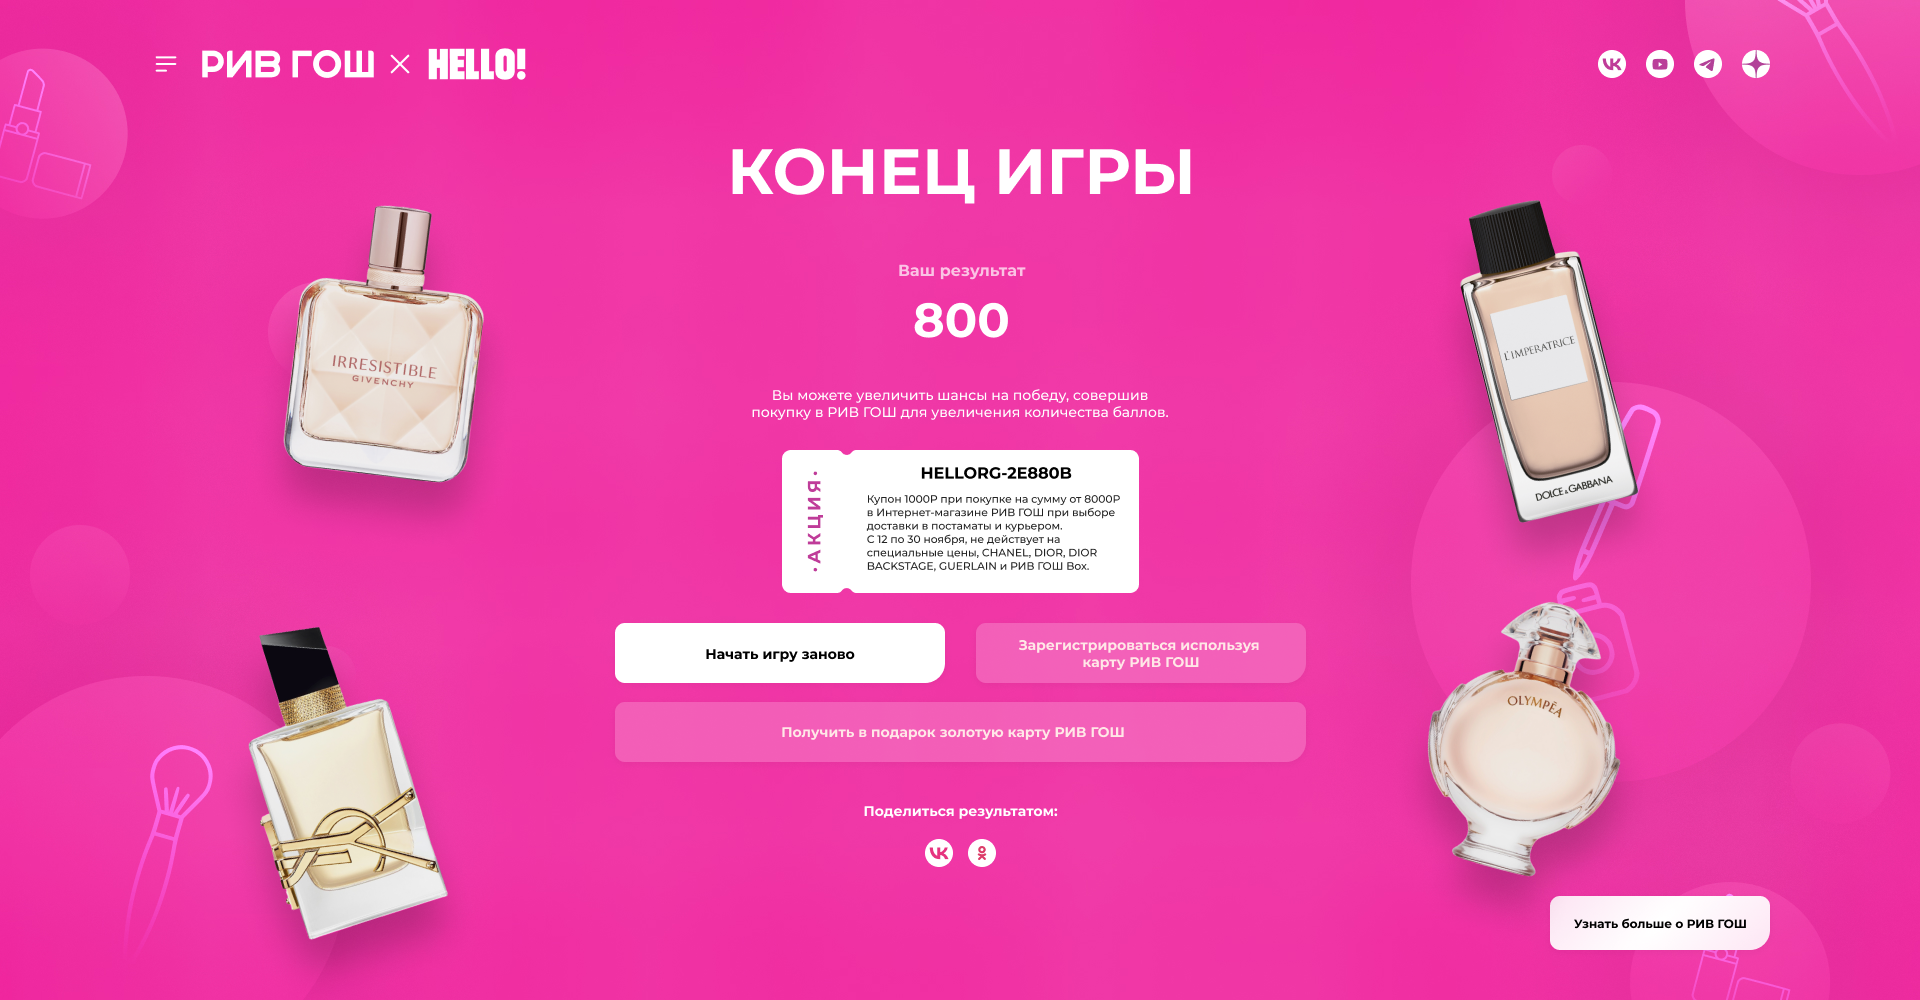 РИВ ГОШ × HELLO!
КОНЕЦ ИГРЫ
Ваш результат
800
Вы можете увеличить шансы на победу, совершив
покупку в РИВ ГОШ для увеличения количества баллов.
·АКЦИЯ·
HELLORG-2E880B
Купон 1000Р при покупке на сумму от 8000Р
в Интернет-магазине РИВ ГОШ при выборе
доставки в постаматы и курьером.
С 12 по 30 ноября, не действует на
специальные цены, CHANEL, DIOR, DIOR
BACKSTAGE, GUERLAIN и РИВ ГОШ Box.
Начать игру заново
Зарегистрироваться используя
карту РИВ ГОШ
Получить в подарок золотую карту РИВ ГОШ
Поделиться результатом:
Узнать больше о РИВ ГОШ
IRRESISTIBLE
GIVENCHY
L'IMPERATRICE
DOLCE & GABBANA
OLYMPÉA